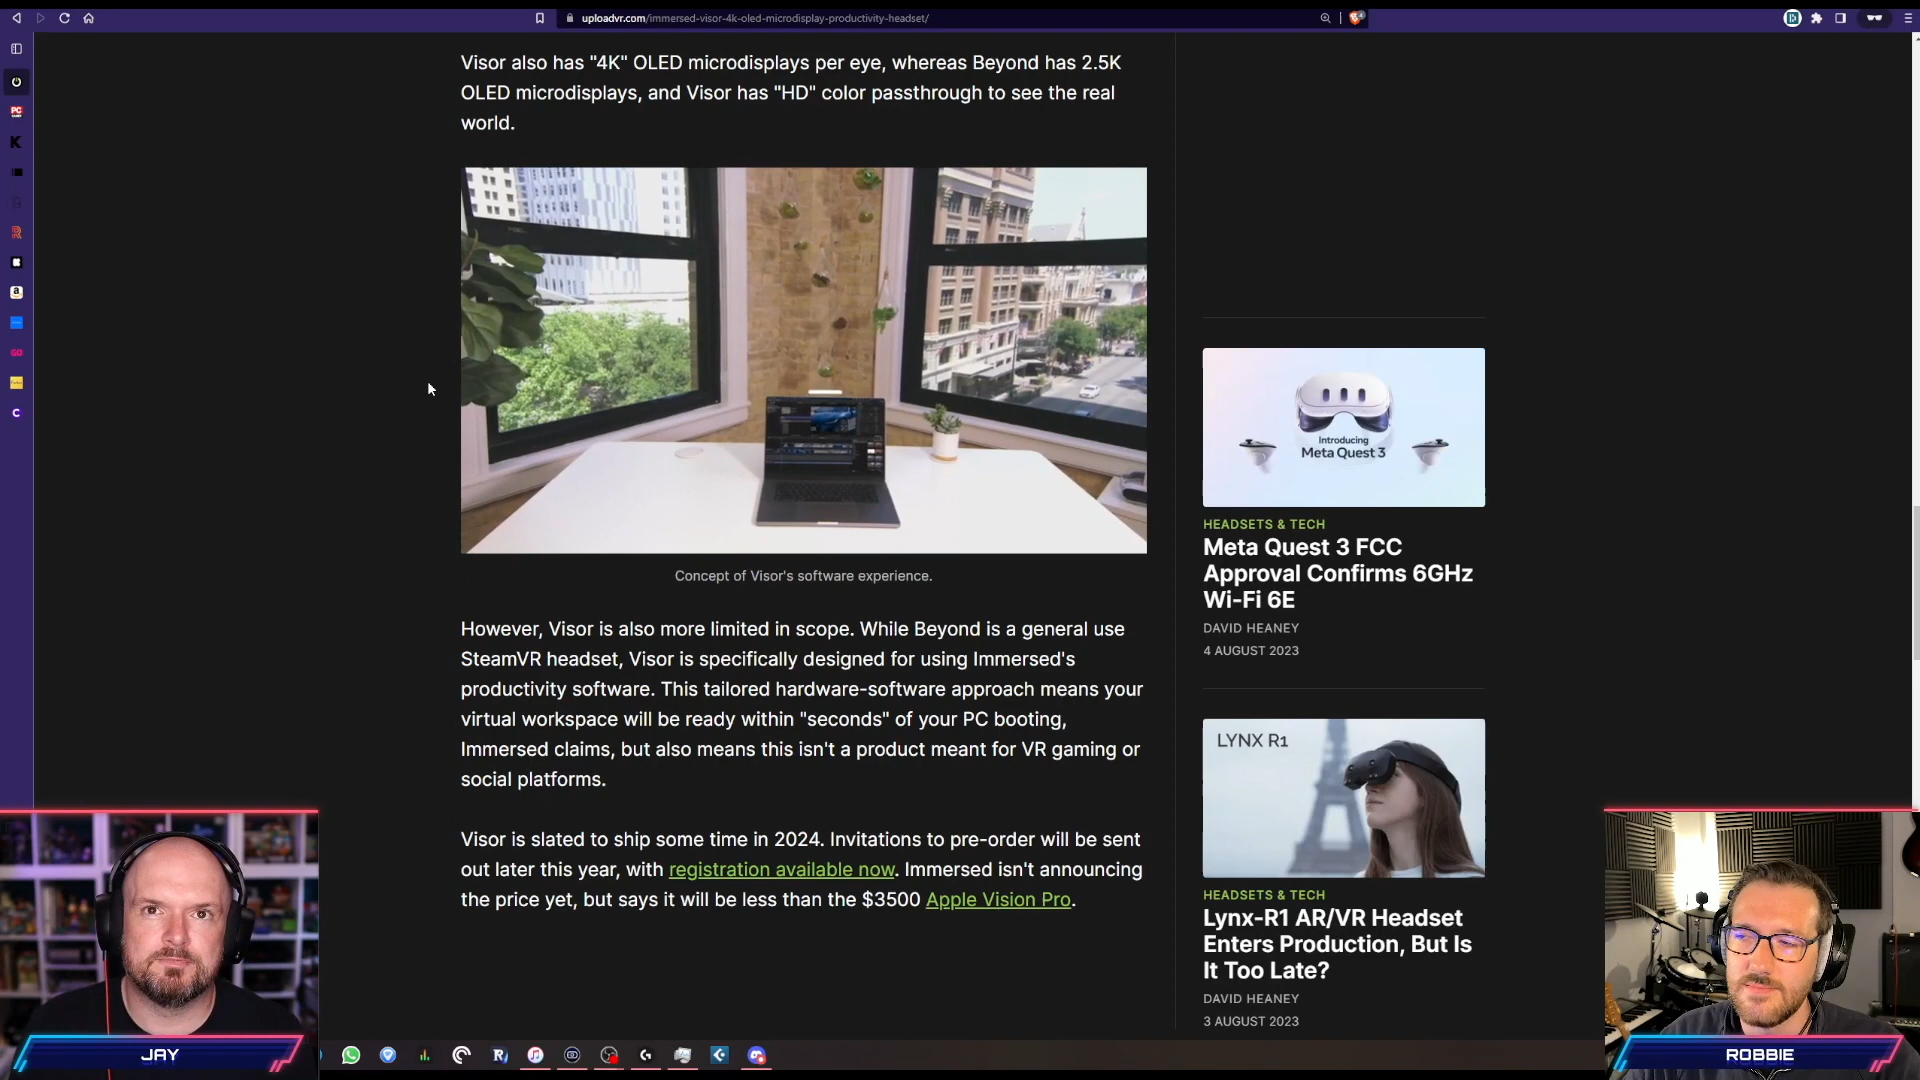 uploadvr.com/immersed-visor-4k-oled-microdisplay-productivity-headset/
Visor also has "4K" OLED microdisplays per eye, whereas Beyond has 2.5K
OLED microdisplays, and Visor has "HD" color passthrough to see the real
world.
Concept of Visor's software experience.
However, Visor is also more limited in scope. While Beyond is a general use
SteamVR headset, Visor is specifically designed for using Immersed's
productivity software. This tailored hardware-software approach means your
virtual workspace will be ready within "seconds" of your PC booting,
Immersed claims, but also means this isn't a product meant for VR gaming or
social platforms.
Visor is slated to ship some time in 2024. Invitations to pre-order will be sent
out later this year, with registration available now. Immersed isn't announcing
the price yet, but says it will be less than the $3500 Apple Vision Pro.
Introducing
Meta Quest 3
HEADSETS & TECH
Meta Quest 3 FCC
Approval Confirms 6GHz
Wi-Fi 6E
DAVID HEANEY
4 AUGUST 2023
LYNX R1
HEADSETS & TECH
Lynx-R1 AR/VR Headset
Enters Production, But Is
It Too Late?
DAVID HEANEY
3 AUGUST 2023
JAY
ROBBIE